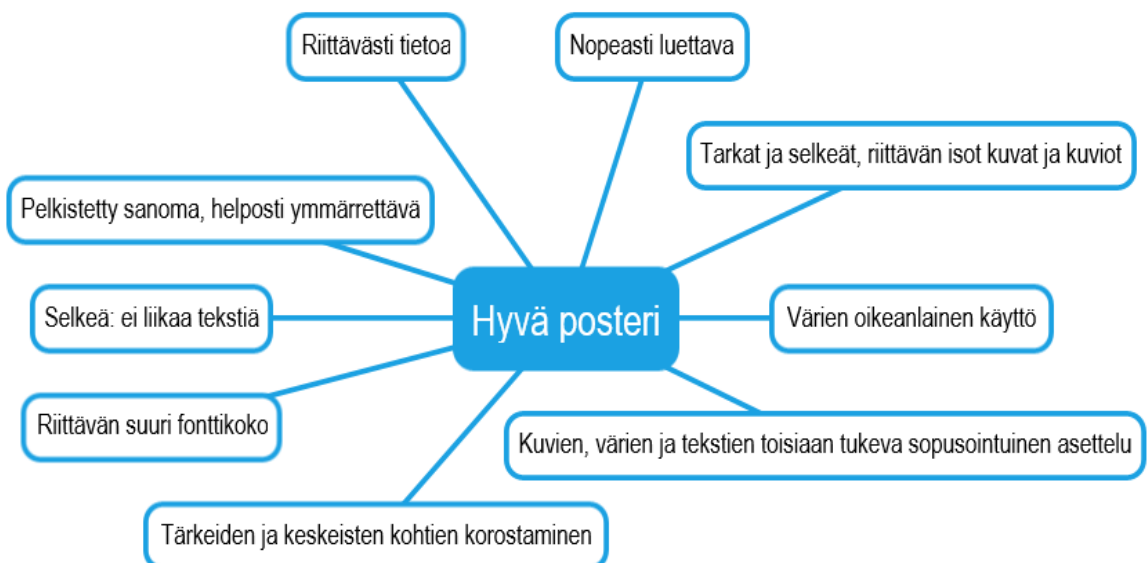 Riittävästi tietoa
Nopeasti luettava
Tarkat ja selkeät, riittävän isot kuvat ja kuviot
Pelkistetty sanoma, helposti ymmärrettävä
Selkeä: ei liikaa tekstiä
Hyvä posteri
Värien oikeanlainen käyttö
Riittävän suuri fonttikoko
Kuvien, värien ja tekstien toisiaan tukeva sopusointuinen asettelu
Tärkeiden ja keskeisten kohtien korostaminen